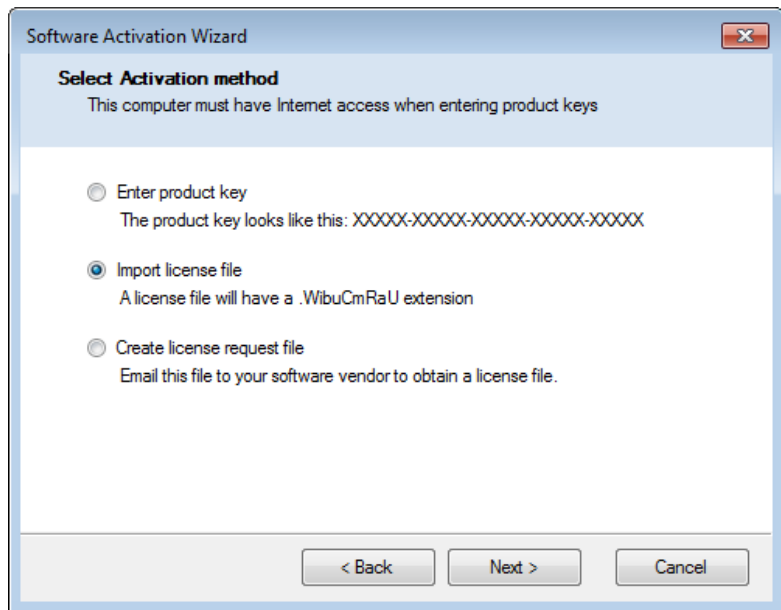 Software Activation Wizard
Select Activation method
This computer must have Internet access when entering product keys
Enter product key
The product key looks like this: XXXXX-XXXXX-XXXXX-XXXXX-XXXXX
Import license file
A license file will have a .WibuCmRaU extension
Create license request file
Email this file to your software vendor to obtain a license file.
< Back Next > Cancel